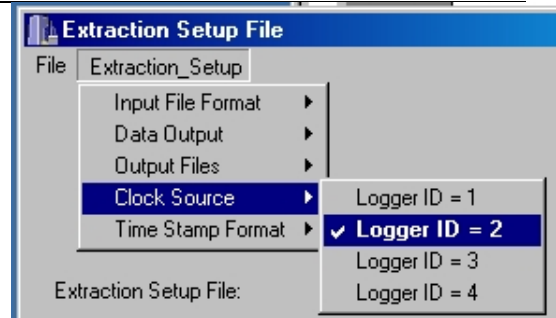 Extraction Setup File
File Extraction_Setup
Input File Format
Data Output
Output Files
Clock Source
Time Stamp Format
Logger ID = 1
Logger ID = 2
Logger ID = 3
Logger ID = 4
Extraction Setup File: